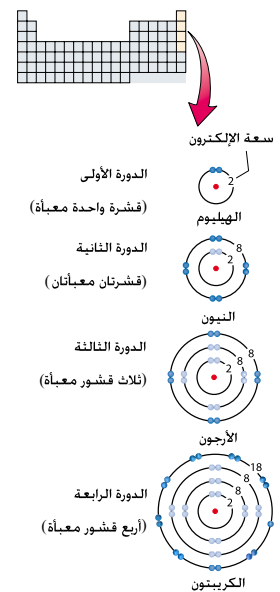 سعة الإلكترون
الدورة الأولى
(قشرة واحدة معبأة)
2
الهيليوم
الدورة الثانية
(قشرتان معبأتان)
8
2
النيون
الدورة الثالثة
(ثلاث قشور معبأة)
8
8
2
الأرجون
الدورة الرابعة
(أربع قشور معبأة)
18
8
8
2
الكريبتون